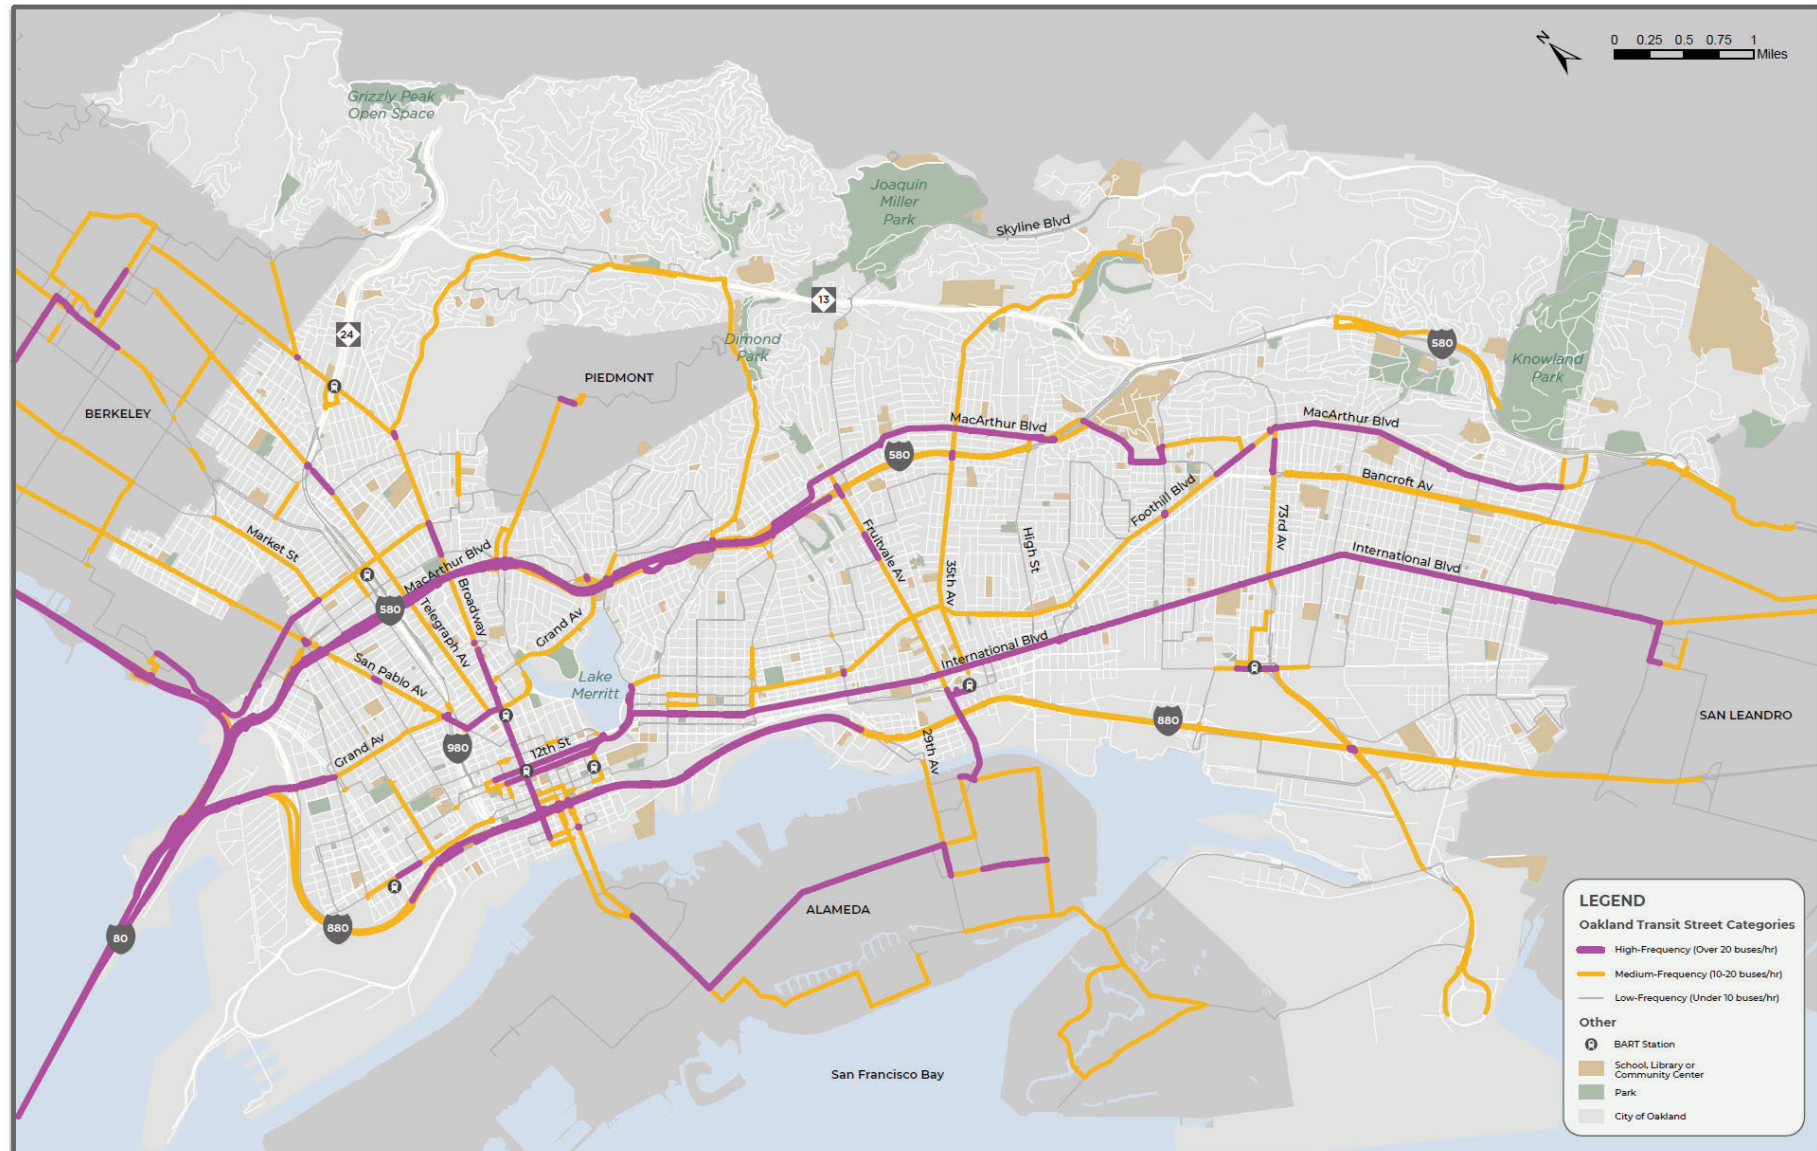 N
0 0.25 0.5 0.75 1
Miles
Grizzly Peak
Open Space
Joaquin
Miller
Park
Skyline Blvd
13
24
Dimond
Park
580
Knowland
Park
PIEDMONT
BERKELEY
MacArthur Blvd
MacArthur Blvd
580
Bancroft Av
Foothill Blvd
73rd Av
Market St
MacArthur Blvd
Fruitvale Av
High St
35th Av
International Blvd
580
Telegraph Av
Broadway
Grand Av
International Blvd
San Pablo Av
Lake
Merritt
SAN LEANDRO
880
980
Grand Av
12th St
29th Av
ALAMEDA
880
80
San Francisco Bay
LEGEND
Oakland Transit Street Categories
High-Frequency (Over 20 buses/hr)
Medium-Frequency (10-20 buses/hr)
Low-Frequency (Under 10 buses/hr)
Other
BART Station
School, Library or
Community Center
Park
City of Oakland